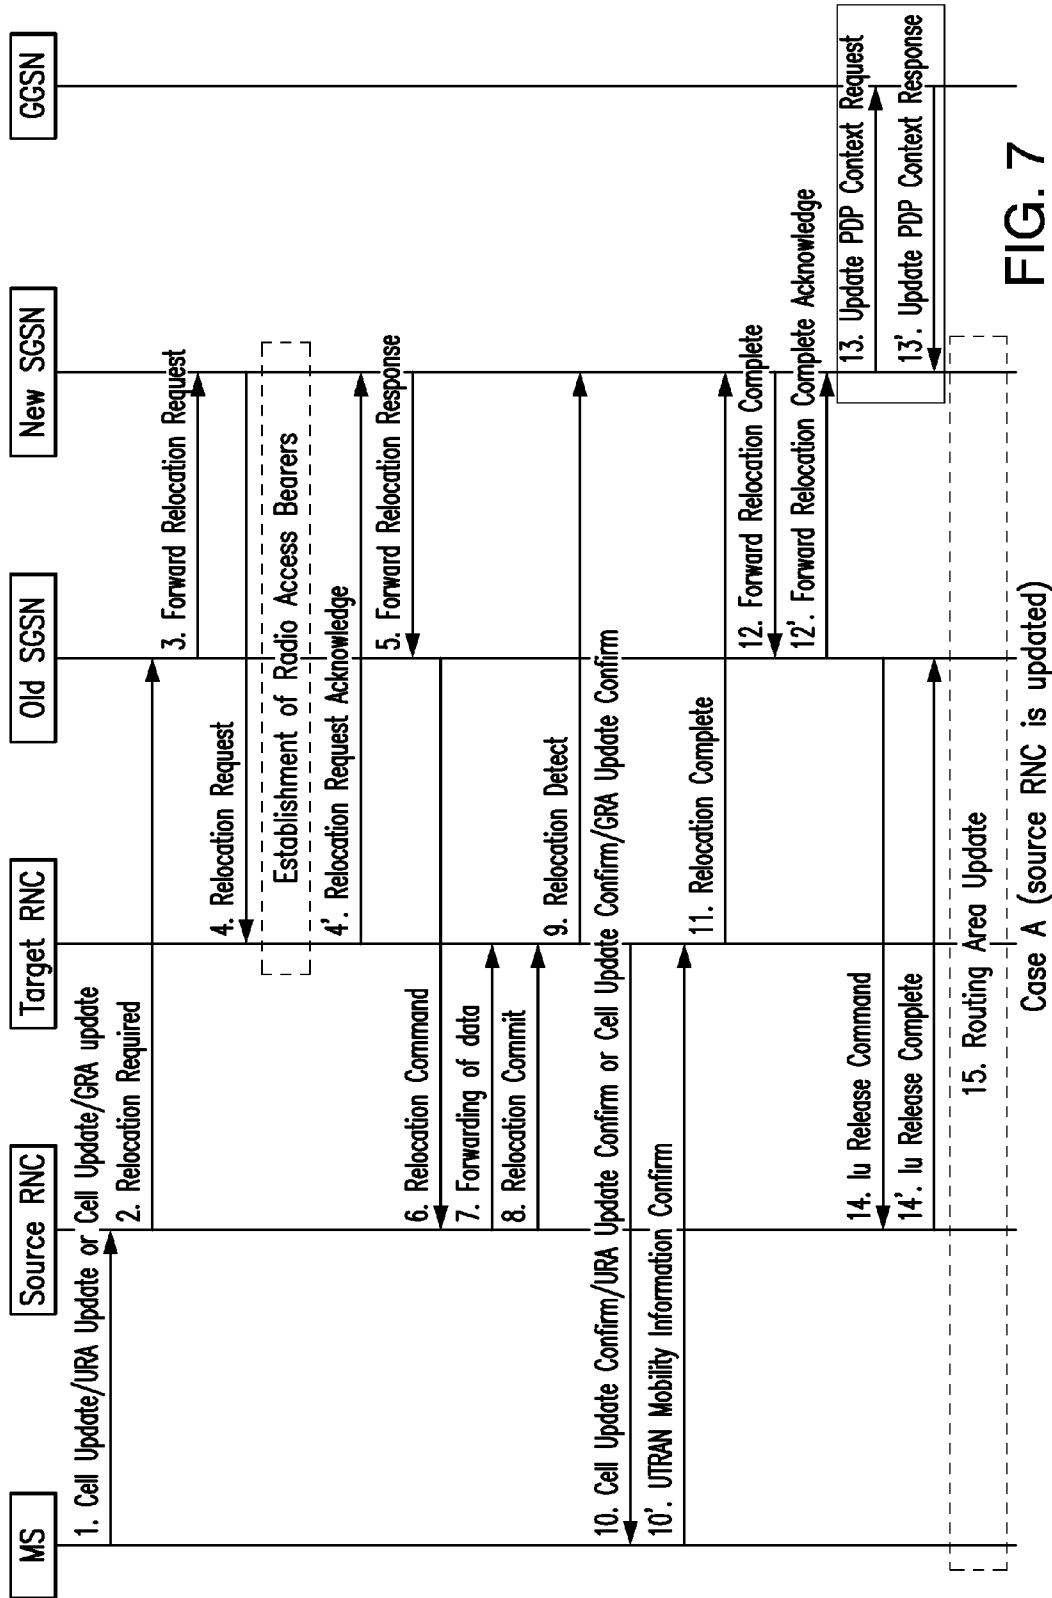 MS
Source RNC
Target RNC
Old SGSN
New SGSN
GGSN
1. Cell Update/URA Update or Cell Update/GRA update
2. Relocation Required
3. Forward Relocation Request
4. Relocation Request
Establishment of Radio Access Bearers
4'. Relocation Request Acknowledge
5. Forward Relocation Response
6. Relocation Command
7. Forwarding of data
8. Relocation Commit
9. Relocation Detect
10. Cell Update Confirm/URA Update Confirm or Cell Update Confirm/GRA Update Confirm
10'. UTRAN Mobility Information Confirm
11. Relocation Complete
12. Forward Relocation Complete
12'. Forward Relocation Complete Acknowledge
13. Update PDP Context Request
14. Iu Release Command
13'. Update PDP Context Response
14'. Iu Release Complete
15. Routing Area Update
Case A (source RNC is updated)
FIG. 7